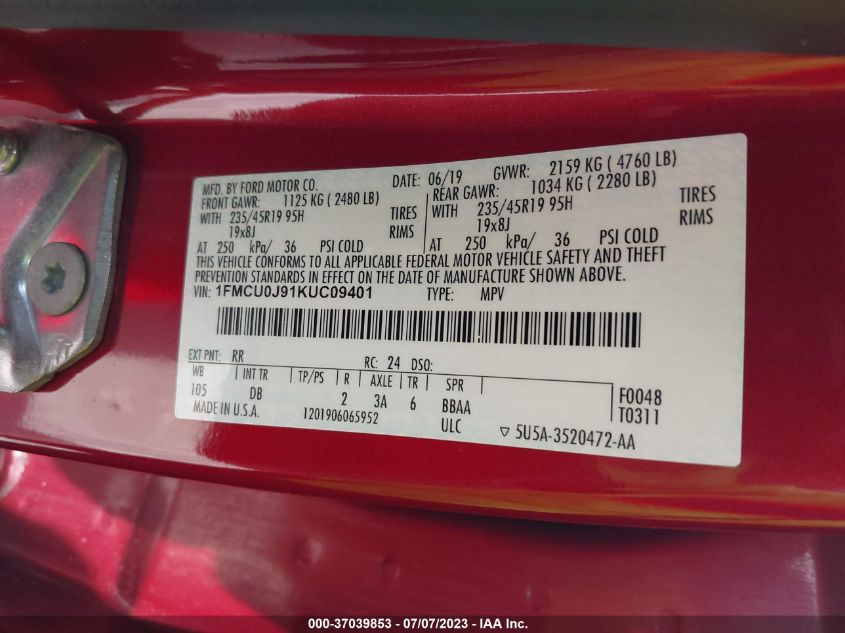 MFD. BY FORD MOTOR CO. DATE: 06/19 GVWR: 2159 KG ( 4760 LB)
FRONT GAWR: 1125 KG ( 2480 LB) REAR GAWR: 1034 KG ( 2280 LB)
WITH 235/45R19 95H TIRES WITH 235/45R19 95H TIRES
19x8J RIMS 19x8J RIMS
AT 250 kPa/ 36 PSI COLD AT 250 kPa/ 36 PSI COLD
THIS VEHICLE CONFORMS TO ALL APPLICABLE FEDERAL MOTOR VEHICLE SAFETY AND THEFT
PREVENTION STANDARDS IN EFFECT ON THE DATE OF MANUFACTURE SHOWN ABOVE.
VIN: 1FMCU0J91KUC09401 TYPE: MPV
EXT PNT: RR RC: 24 DSO:
WB INT TR TP/PS R AXLE TR SPR
105 DB 2 3A 6 BBAA F0048
MADE IN U.S.A. 1201906065952 ULC T0311
▽ 5U5A-3520472-AA
000-37039853 - 07/07/2023 - IAA Inc.